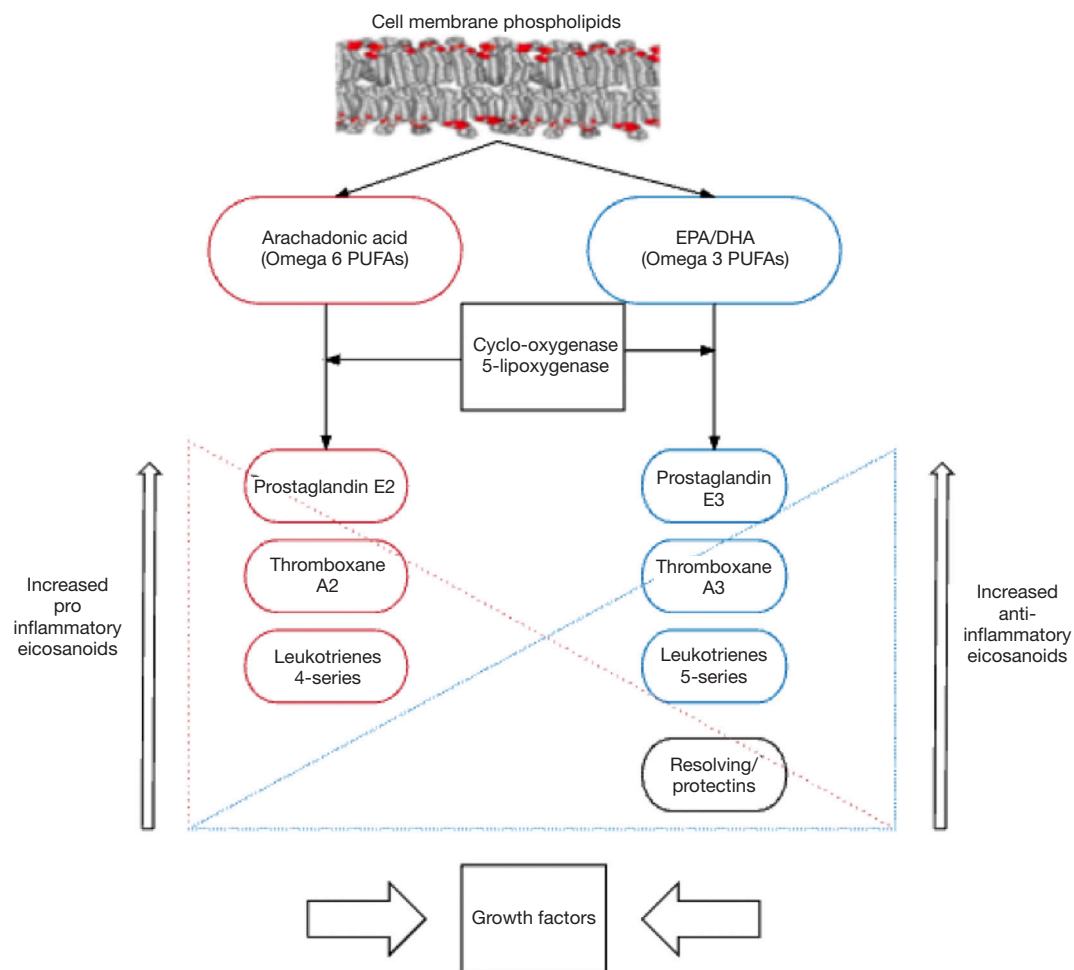 Cell membrane phospholipids
Arachadonic acid
(Omega 6 PUFAs)
EPA/DHA
(Omega 3 PUFAs)
Cyclo-oxygenase
5-lipoxygenase
Prostaglandin E2
Prostaglandin
E3
Thromboxane
A2
Thromboxane
A3
Increased
pro
inflammatory
eicosanoids
Increased
anti-
inflammatory
eicosanoids
Leukotrienes
4-series
Leukotrienes
5-series
Resolving/
protectins
Growth factors